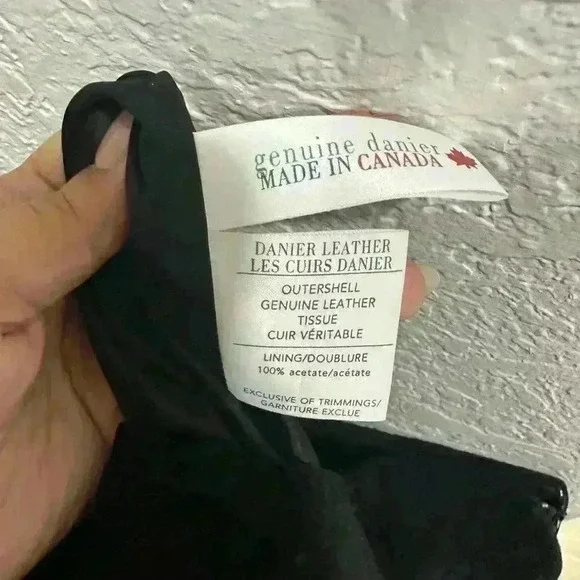 genuine danier
MADE IN CANADA
DANIER LEATHER
LES CUIRS DANIER
OUTERSHELL
GENUINE LEATHER
TISSUE
CUIR VÉRITABLE
LINING/DOUBLURE
100% acetate/acétate
EXCLUSIVE OF TRIMMINGS/
GARNITURE EXCLUE